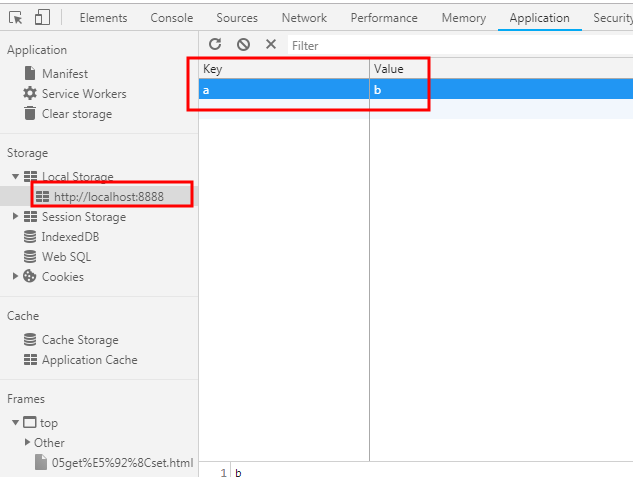 Elements Console Sources Network Performance Memory Application Security
Application
Manifest
Service Workers
Clear storage
Storage
Local Storage
http://localhost:8888
Session Storage
IndexedDB
Web SQL
Cookies
Cache
Cache Storage
Application Cache
Frames
top
Other
05get%E5%92%8Cset.html
Filter
Key Value
a b
1 b